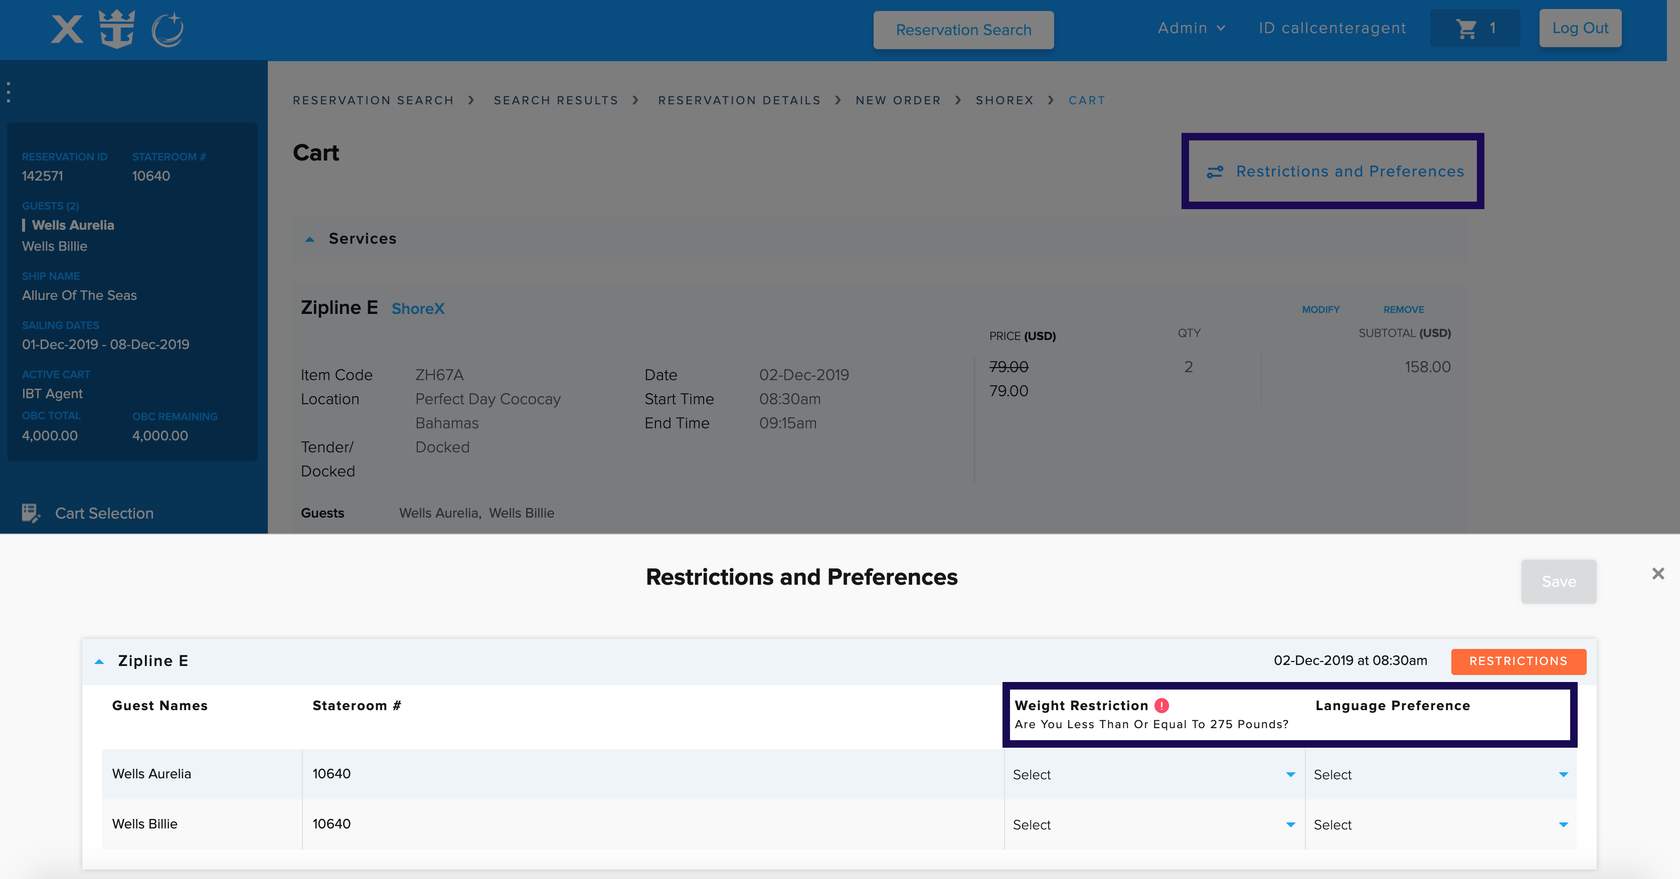 Reservation Search
Admin
ID callcenteragent
1
Log Out
RESERVATION SEARCH > SEARCH RESULTS > RESERVATION DETAILS > NEW ORDER > SHOREX > CART
RESERVATION ID STATEROOM #
142571 10640
GUESTS (2)
Wells Aurelia
Wells Billie
SHIP NAME
Allure Of The Seas
SAILING DATES
01-Dec-2019 - 08-Dec-2019
ACTIVE CART
IBT Agent
OBC TOTAL OBC REMAINING
4,000.00 4,000.00
Cart Selection
Cart
Restrictions and Preferences
Services
Zipline E ShoreX
MODIFY REMOVE
PRICE (USD) QTY SUBTOTAL (USD)
79.00 2 158.00
79.00
Item Code ZH67A
Location Perfect Day Cococay
Bahamas
Tender/ Docked
Docked
Date 02-Dec-2019
Start Time 08:30am
End Time 09:15am
Guests Wells Aurelia, Wells Billie
Restrictions and Preferences
Save
×
Zipline E 02-Dec-2019 at 08:30am RESTRICTIONS
Guest Names Stateroom # Weight Restriction ! Language Preference
Are You Less Than Or Equal To 275 Pounds?
Wells Aurelia 10640 Select Select
Wells Billie 10640 Select Select